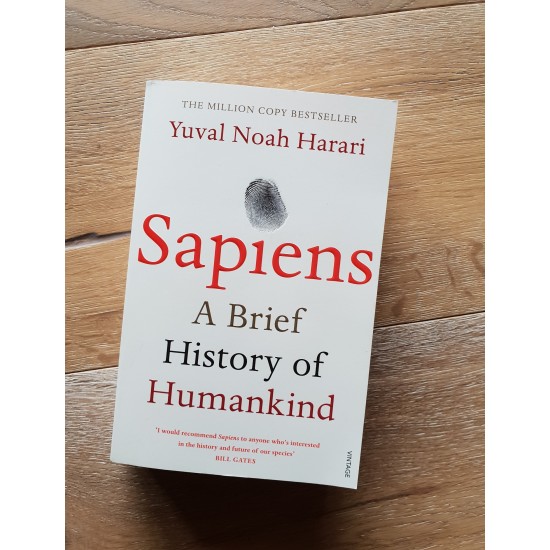 THE MILLION COPY BESTSELLER
Yuval Noah Harari
Sapiens
A Brief
History of
Humankind
'I would recommend Sapiens to anyone who's interested
in the history and future of our species'
BILL GATES
VINTAGE